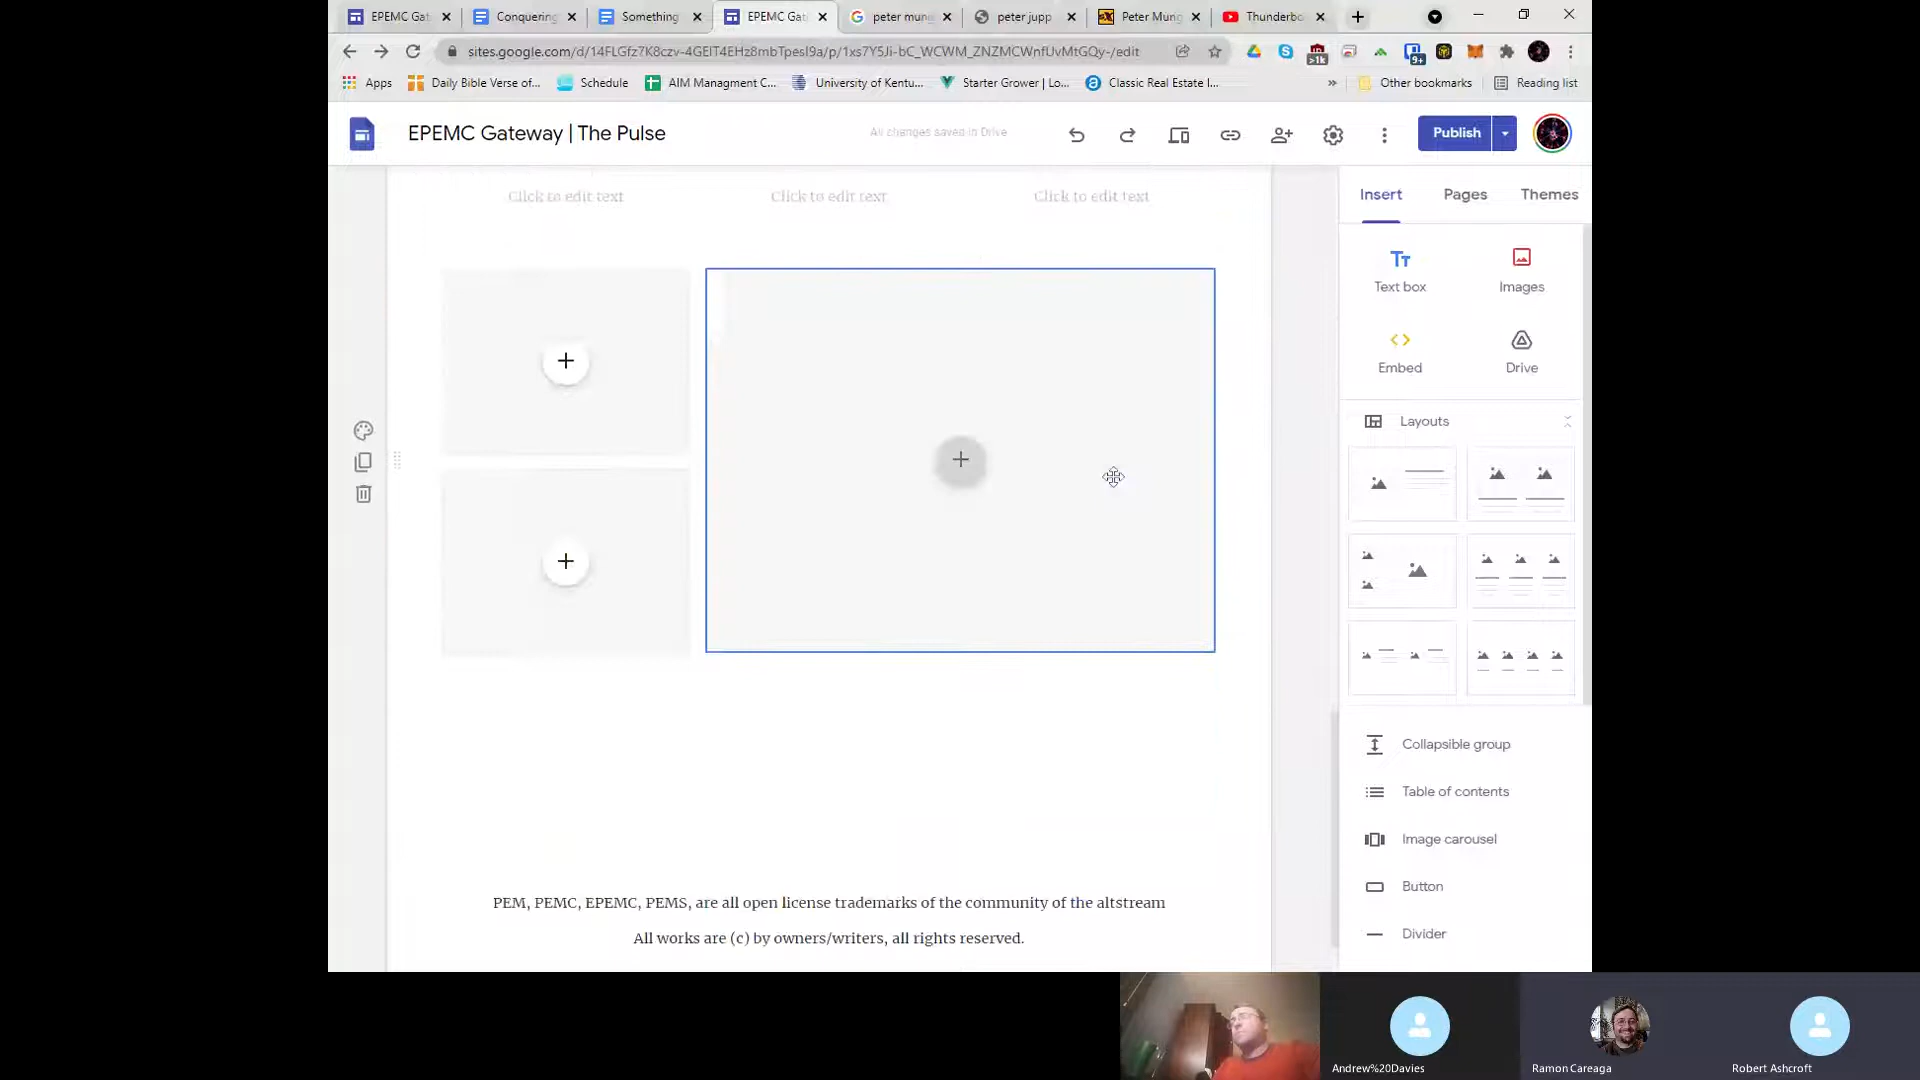 EPEMC Gat
Conquering
Something
EPEMC Gat
peter mun
peter jupp
Peter Mung
Thunderbo
sites.google.com/d/14FLGfz7K8czv-4GEIT4EHz8mbTpesl9a/p/1xs7Y5Ji-bC_WCWM_ZNZMCWnfUvMtGQy-/edit
>1k
9+
Apps
Daily Bible Verse of...
Schedule
AIM Managment C...
University of Kentu...
Starter Grower | Lo...
Classic Real Estate I...
»
Other bookmarks
Reading list
EPEMC Gateway | The Pulse
All changes saved in Drive
Publish
Click to edit text
Click to edit text
Click to edit text
Insert
Pages
Themes
Text box
Images
Embed
Drive
Layouts
Collapsible group
Table of contents
Image carousel
Button
Divider
PEM, PEMC, EPEMC, PEMS, are all open license trademarks of the community of the altstream
All works are (c) by owners/writers, all rights reserved.
Andrew%20Davies
Ramon Careaga
Robert Ashcroft